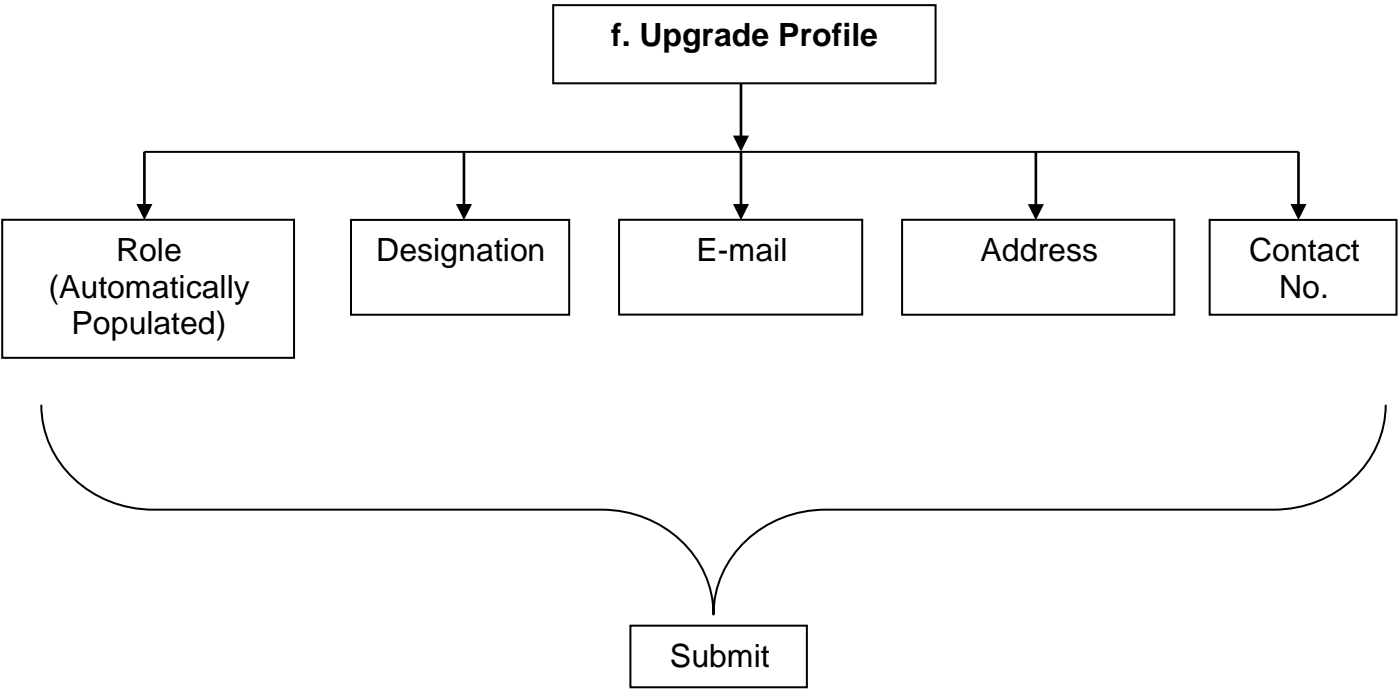 f. Upgrade Profile
Role
(Automatically
Populated)
Designation
E-mail
Address
Contact
No.
Submit